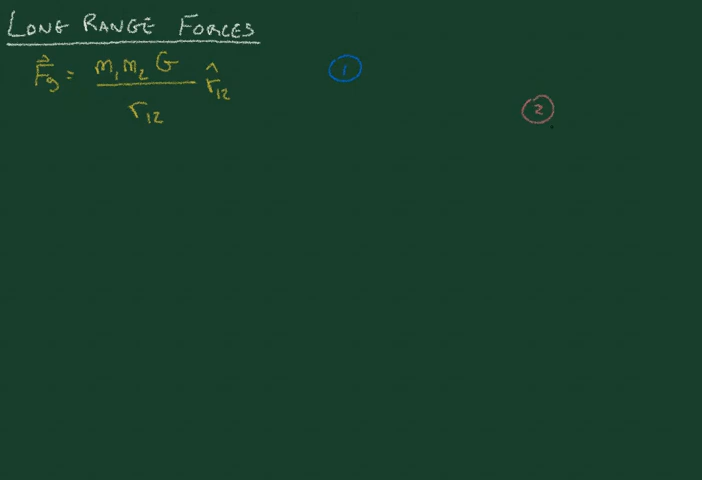 LONG RANGE FORCES
F⃗g = m₁m₂G / r₁₂ r̂₁₂
1
2